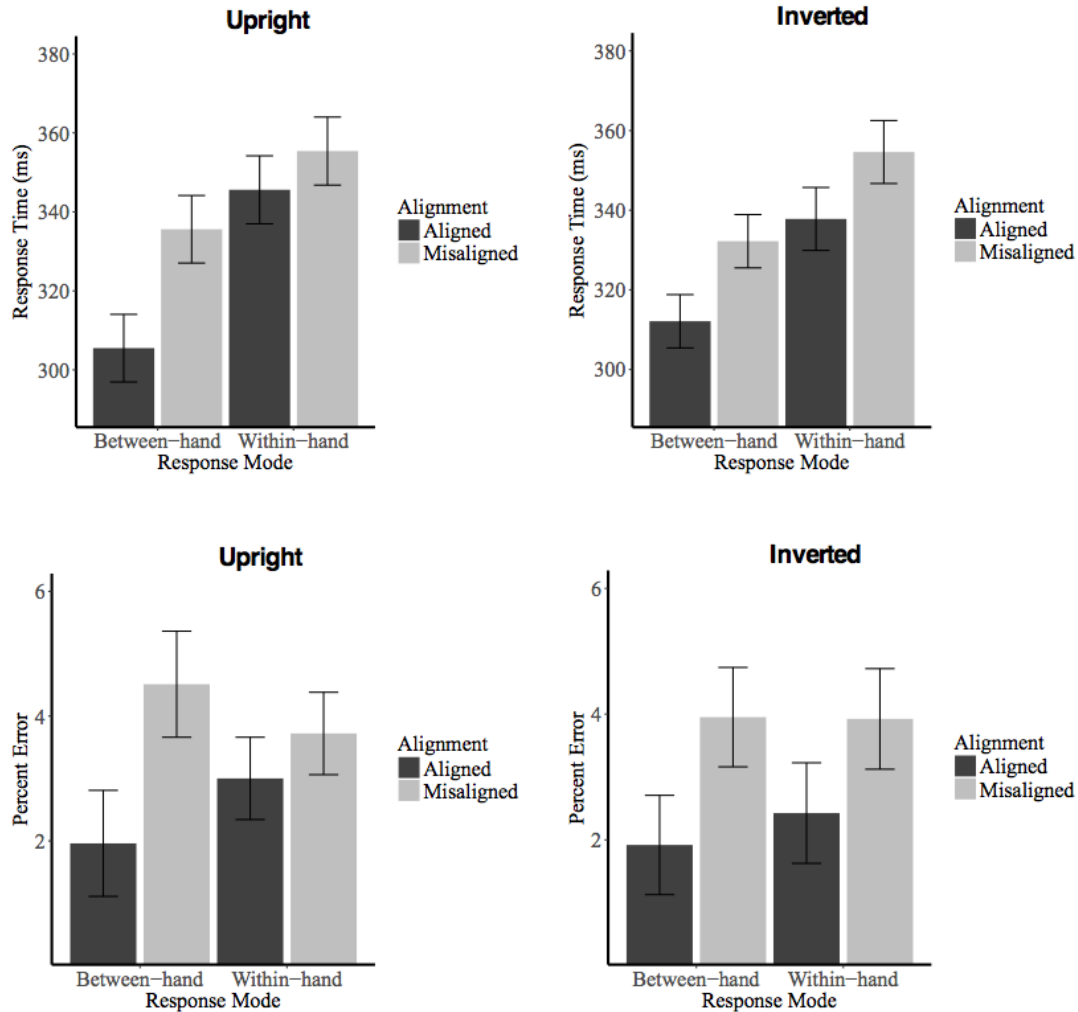 Upright
380
360
340
320
300
Response Time (ms)
Between-hand Within-hand
Response Mode
Alignment
Aligned
Misaligned
Inverted
380
360
340
320
300
Response Time (ms)
Between-hand Within-hand
Response Mode
Alignment
Aligned
Misaligned
Upright
6
4
2
Percent Error
Between-hand Within-hand
Response Mode
Alignment
Aligned
Misaligned
Inverted
6
4
2
Percent Error
Between-hand Within-hand
Response Mode
Alignment
Aligned
Misaligned